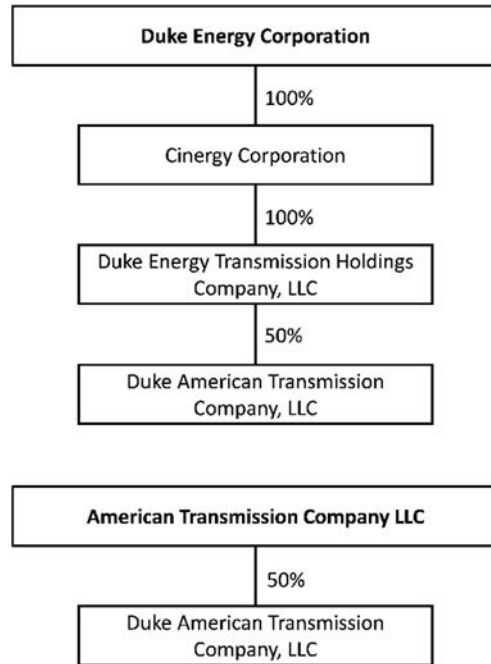 Duke Energy Corporation
100%
Cinergy Corporation
100%
Duke Energy Transmission Holdings
Company, LLC
50%
Duke American Transmission
Company, LLC
American Transmission Company LLC
50%
Duke American Transmission
Company, LLC